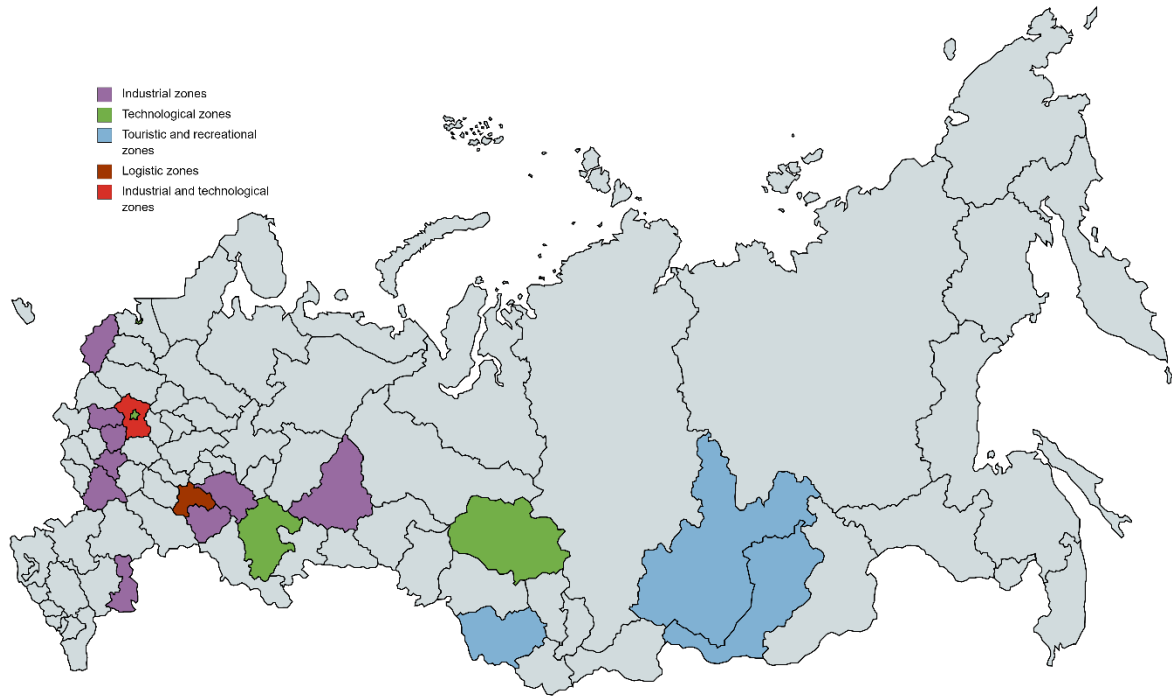 Industrial zones
Technological zones
Touristic and recreational
zones
Logistic zones
Industrial and technological
zones